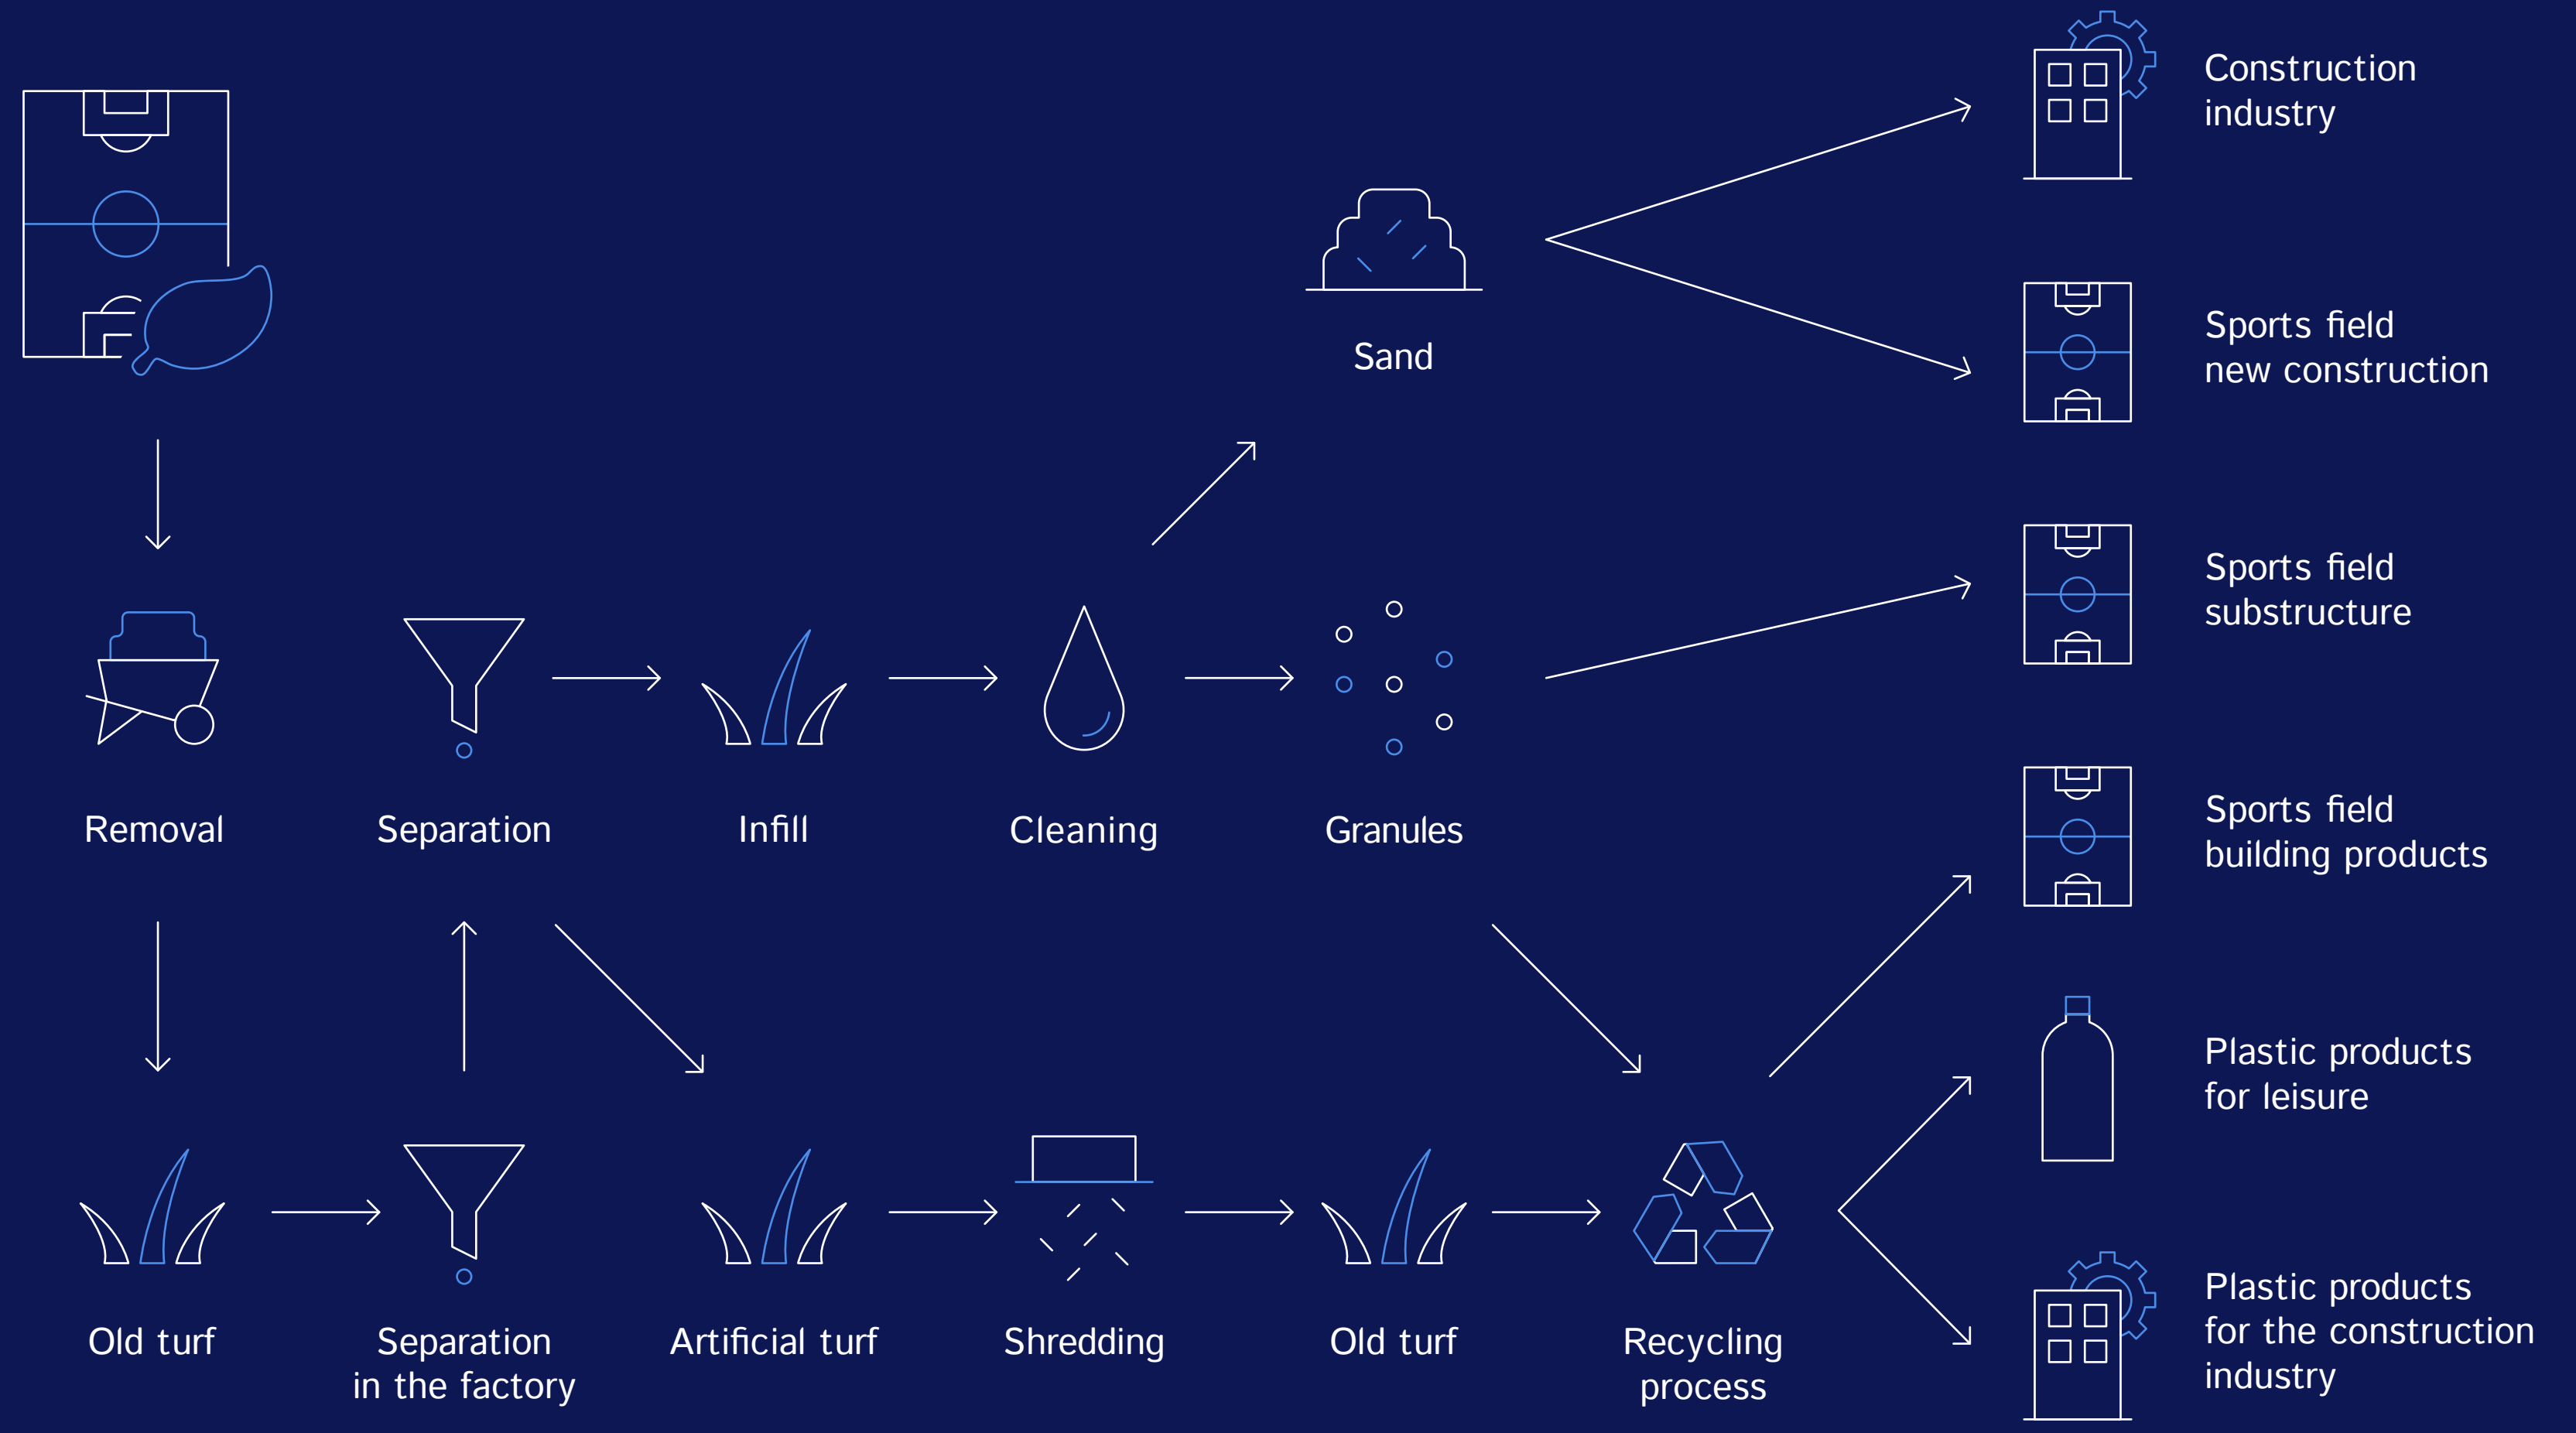 Construction
industry
Sports field
new construction
Sand
Sports field
substructure
Removal
Separation
Infill
Cleaning
Granules
Sports field
building products
Plastic products
for leisure
Old turf
Separation
in the factory
Artificial turf
Shredding
Old turf
Recycling
process
Plastic products
for the construction
industry